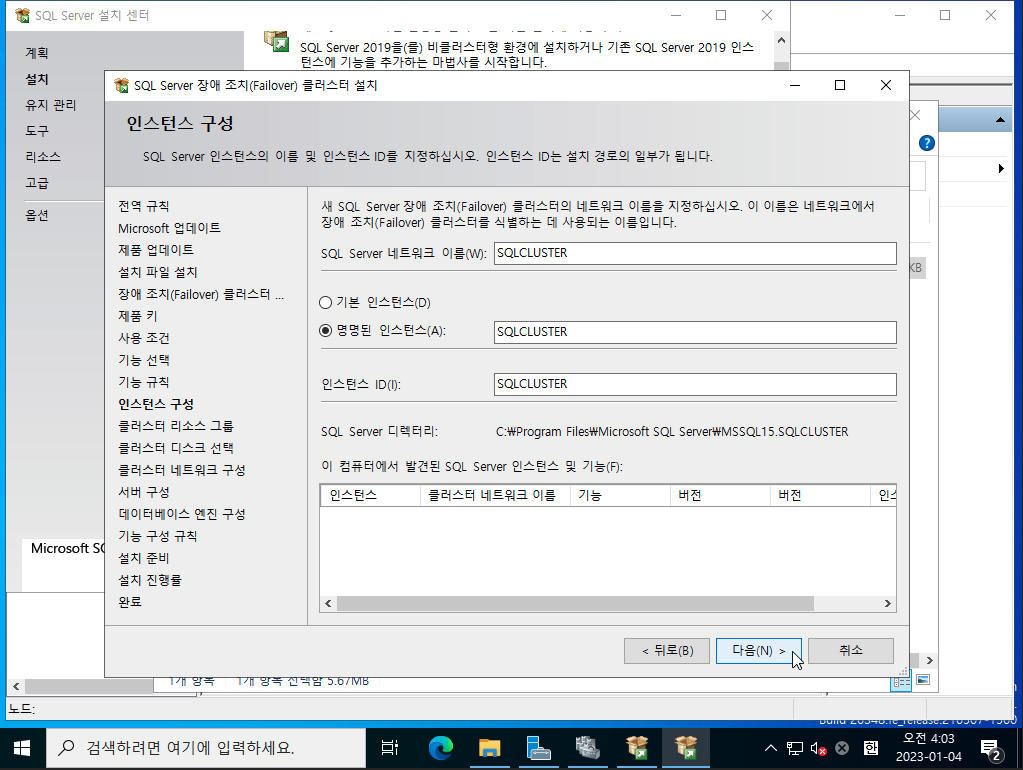 SQL Server 설치 센터
계획
설치
유지 관리
도구
리소스
고급
옵션
SQL Server 2019을(를) 비클러스터형 환경에 설치하거나 기존 SQL Server 2019 인스
턴스에 기능을 추가하는 마법사를 시작합니다.
Microsoft SQ
SQL Server 장애 조치(Failover) 클러스터 설치
인스턴스 구성
SQL Server 인스턴스의 이름 및 인스턴스 ID를 지정하십시오. 인스턴스 ID는 설치 경로의 일부가 됩니다.
전역 규칙
Microsoft 업데이트
제품 업데이트
설치 파일 설치
장애 조치(Failover) 클러스터 ...
제품 키
사용 조건
기능 선택
기능 규칙
인스턴스 구성
클러스터 리소스 그룹
클러스터 디스크 선택
클러스터 네트워크 구성
서버 구성
데이터베이스 엔진 구성
기능 구성 규칙
설치 준비
설치 진행률
완료
새 SQL Server 장애 조치(Failover) 클러스터의 네트워크 이름을 지정하십시오. 이 이름은 네트워크에서
장애 조치(Failover) 클러스터를 식별하는 데 사용되는 이름입니다.
SQL Server 네트워크 이름(W): SQLCLUSTER
기본 인스턴스(D)
명명된 인스턴스(A): SQLCLUSTER
인스턴스 ID(I): SQLCLUSTER
SQL Server 디렉터리: C:₩Program Files₩Microsoft SQL Server₩MSSQL15.SQLCLUSTER
이 컴퓨터에서 발견된 SQL Server 인스턴스 및 기능(F):
인스턴스 클러스터 네트워크 이름 기능 버전 버전 인스
< 뒤로(B) 다음(N) > 취소
KB
1개 항목 1개 항목 선택함 5.67MB
노드:
Build 20348.fe_release.210507-1500
검색하려면 여기에 입력하세요.
한
오전 4:03
2023-01-04
2